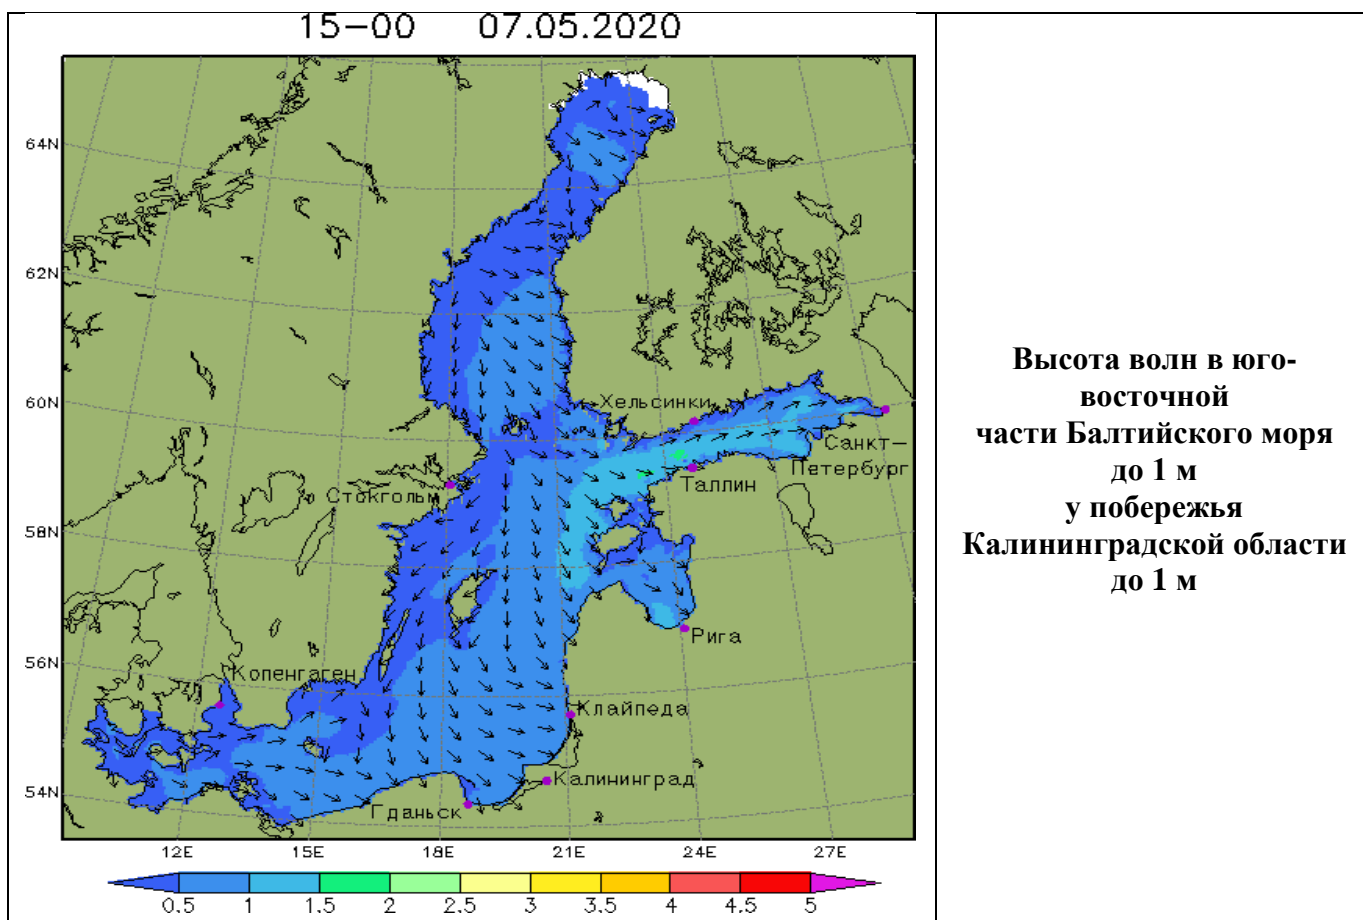 15-00 07.05.2020
64N
62N
60N
58N
56N
54N
Хельсинки
Санкт-
Петербург
Таллин
Стокгольм
Рига
Копенгаген
Клайпеда
Калининград
Гданьск
12E 15E 18E 21E 24E 27E
0.5 1 1.5 2 2.5 3 3.5 4 4.5 5
Высота волн в юго-
восточной
части Балтийского моря
до 1 м
у побережья
Калининградской области
до 1 м